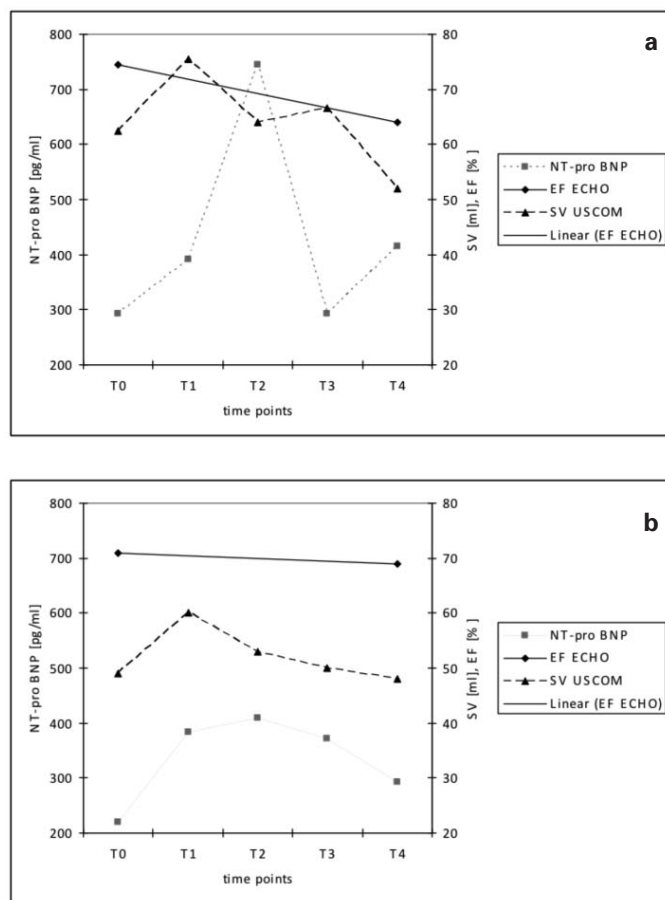 a
800
700
600
500
400
300
200
NT-pro BNP [pg/ml]
80
70
60
50
40
30
20
SV [ml], EF [%]
T0 T1 T2 T3 T4
time points
NT-pro BNP
EF ECHO
SV USCOM
Linear (EF ECHO)
b
800
700
600
500
400
300
200
NT-pro BNP [pg/ml]
80
70
60
50
40
30
20
SV [ml], EF [%]
T0 T1 T2 T3 T4
time points
NT-pro BNP
EF ECHO
SV USCOM
Linear (EF ECHO)